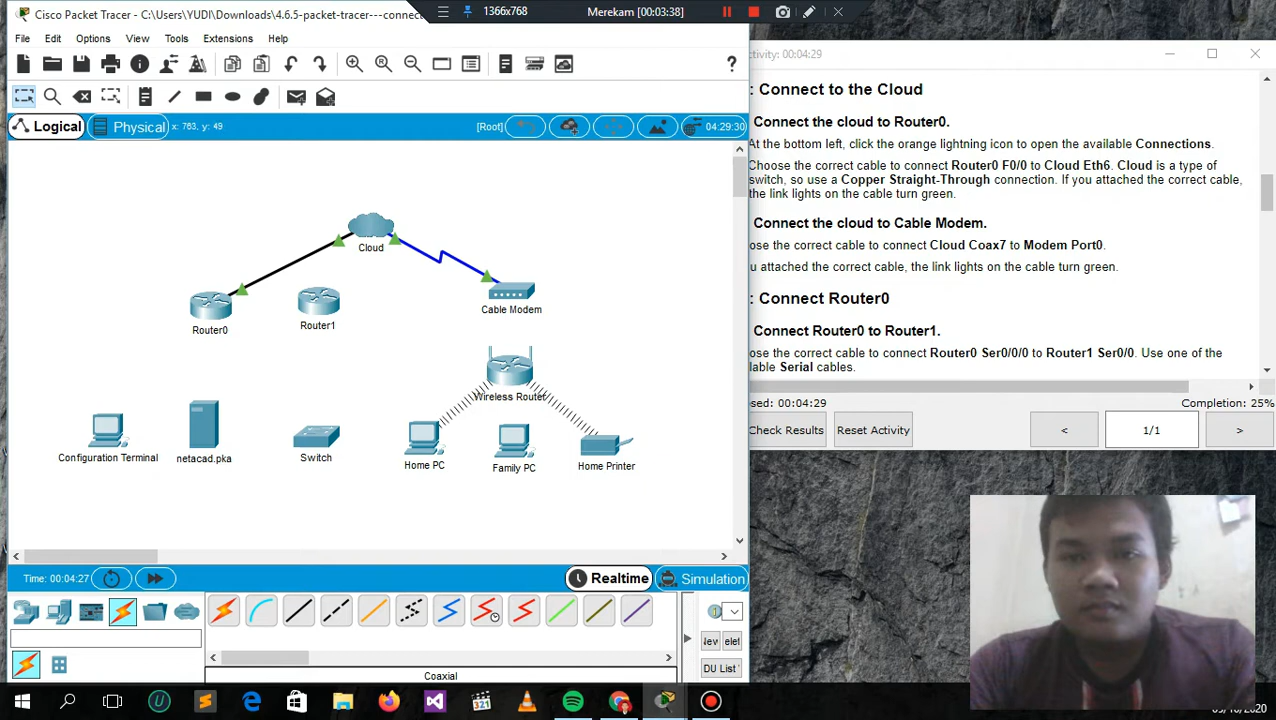 Cisco Packet Tracer - C:\Users\YUDI\Downloads\4.6.5-packet-tracer---connec
1366x768
Merekam [00:03:38]
File Edit Options View Tools Extensions Help
?
Logical
Physical
x: 763, y: 49
[Root]
04:29:30
Cloud
Cable Modem
Router0
Router1
Wireless Router
Configuration Terminal
netacad.pka
Switch
Home PC
Family PC
Home Printer
Time: 00:04:27
Realtime
Simulation
Coaxial
DU List
ctivity: 00:04:29
: Connect to the Cloud
Connect the cloud to Router0.
At the bottom left, click the orange lightning icon to open the available Connections.
Choose the correct cable to connect Router0 F0/0 to Cloud Eth6. Cloud is a type of
switch, so use a Copper Straight-Through connection. If you attached the correct cable,
the link lights on the cable turn green.
Connect the cloud to Cable Modem.
ose the correct cable to connect Cloud Coax7 to Modem Port0.
u attached the correct cable, the link lights on the cable turn green.
: Connect Router0
Connect Router0 to Router1.
ose the correct cable to connect Router0 Ser0/0/0 to Router1 Ser0/0. Use one of the
lable Serial cables.
sed: 00:04:29
Completion: 25%
Check Results
Reset Activity
<
1/1
>
321